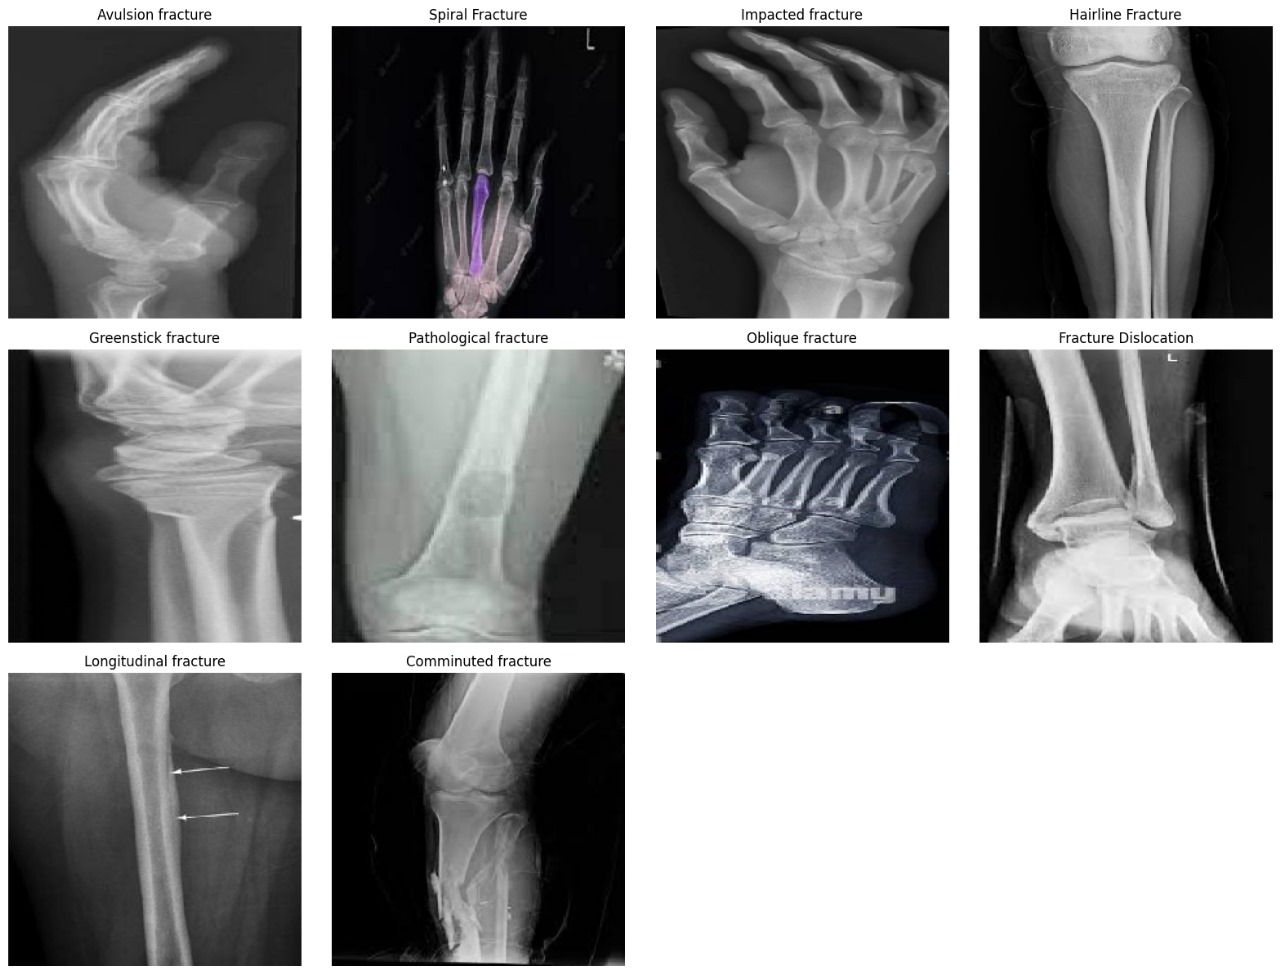 Avulsion fracture
Spiral Fracture
Impacted fracture
Hairline Fracture
L
Greenstick fracture
Pathological fracture
Oblique fracture
Fracture Dislocation
a
alamy
L
Longitudinal fracture
Comminuted fracture